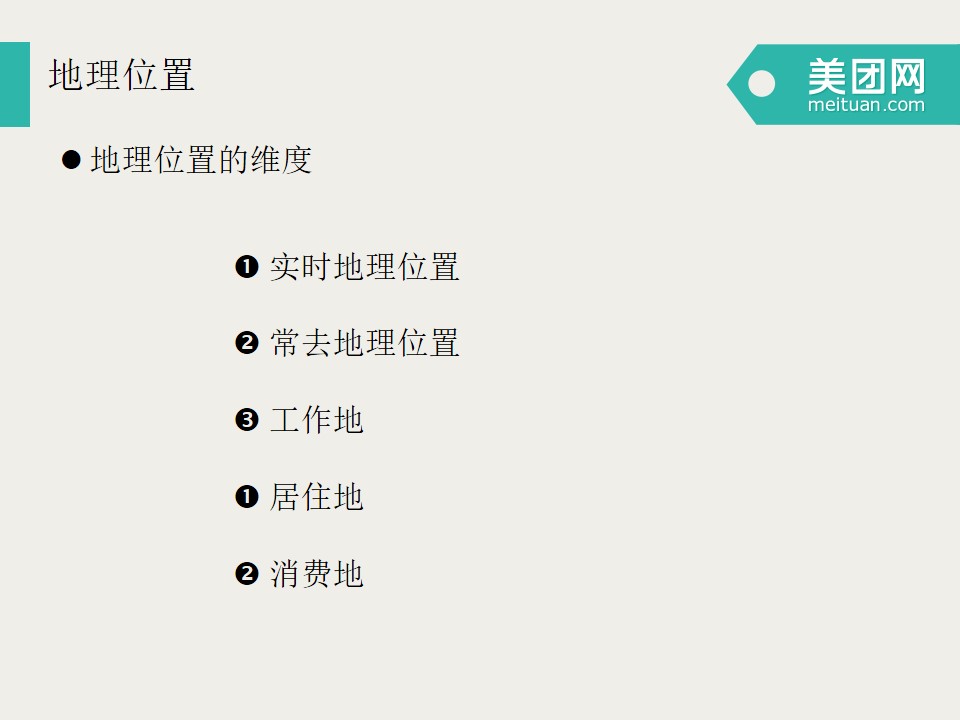 地理位置
美团网
meituan.com
● 地理位置的维度
❶ 实时地理位置
❷ 常去地理位置
❸ 工作地
❶ 居住地
❷ 消费地